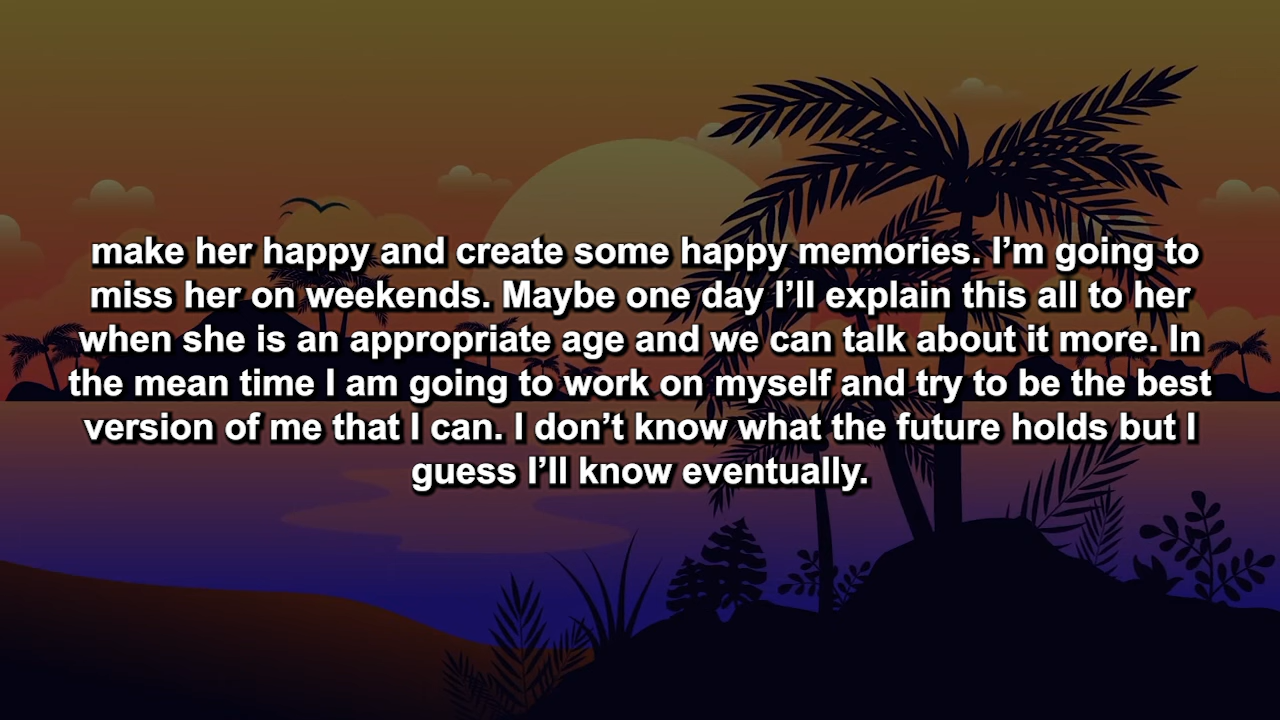 make her happy and create some happy memories. I’m going to
miss her on weekends. Maybe one day I’ll explain this all to her
when she is an appropriate age and we can talk about it more. In
the mean time I am going to work on myself and try to be the best
version of me that I can. I don’t know what the future holds but I
guess I’ll know eventually.